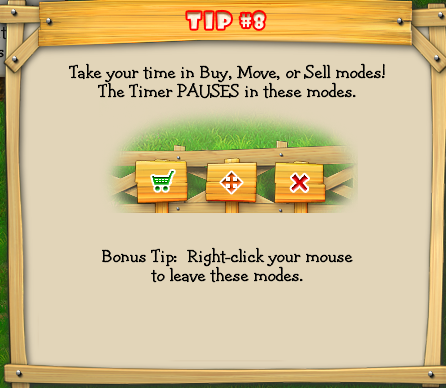 TIP #8
Take your time in Buy, Move, or Sell modes!
The Timer PAUSES in these modes.
Bonus Tip: Right-click your mouse
to leave these modes.